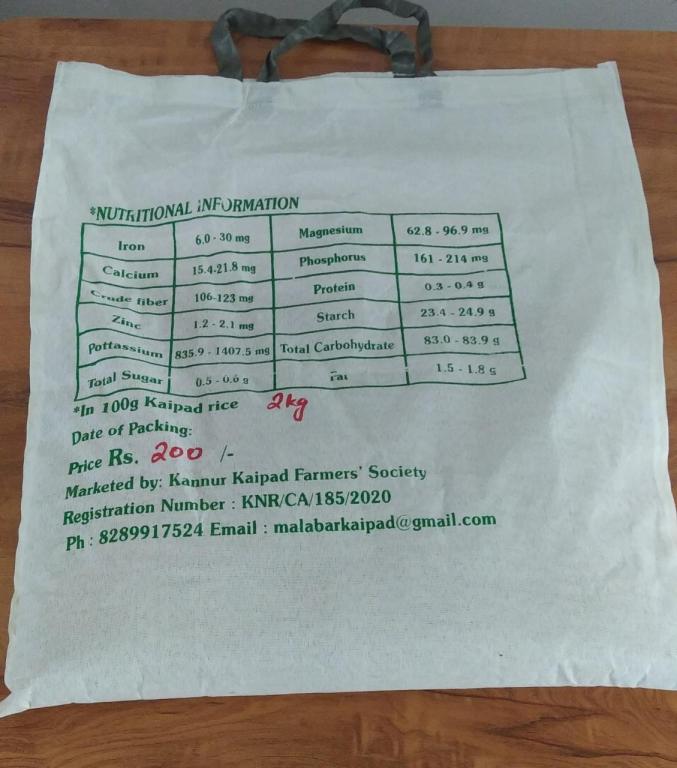 *NUTRITIONAL INFORMATION
Iron 6.0 - 30 mg Magnesium 62.8 - 96.9 mg
Calcium 15.4-21.8 mg Phosphorus 161 - 214 mg
Crude fiber 106-123 mg Protein 0.3 - 0.4 g
Zinc 1.2 - 2.1 mg Starch 23.4 - 24.9 g
Pottassium 835.9 - 1407.5 mg Total Carbohydrate 83.0 - 83.9 g
Total Sugar 0.5 - 0.6 g Fat 1.5 - 1.8 g
*In 100g Kaipad rice 2kg
Date of Packing:
Price Rs. 200 /-
Marketed by: Kannur Kaipad Farmers' Society
Registration Number : KNR/CA/185/2020
Ph : 8289917524 Email : malabarkaipad@gmail.com